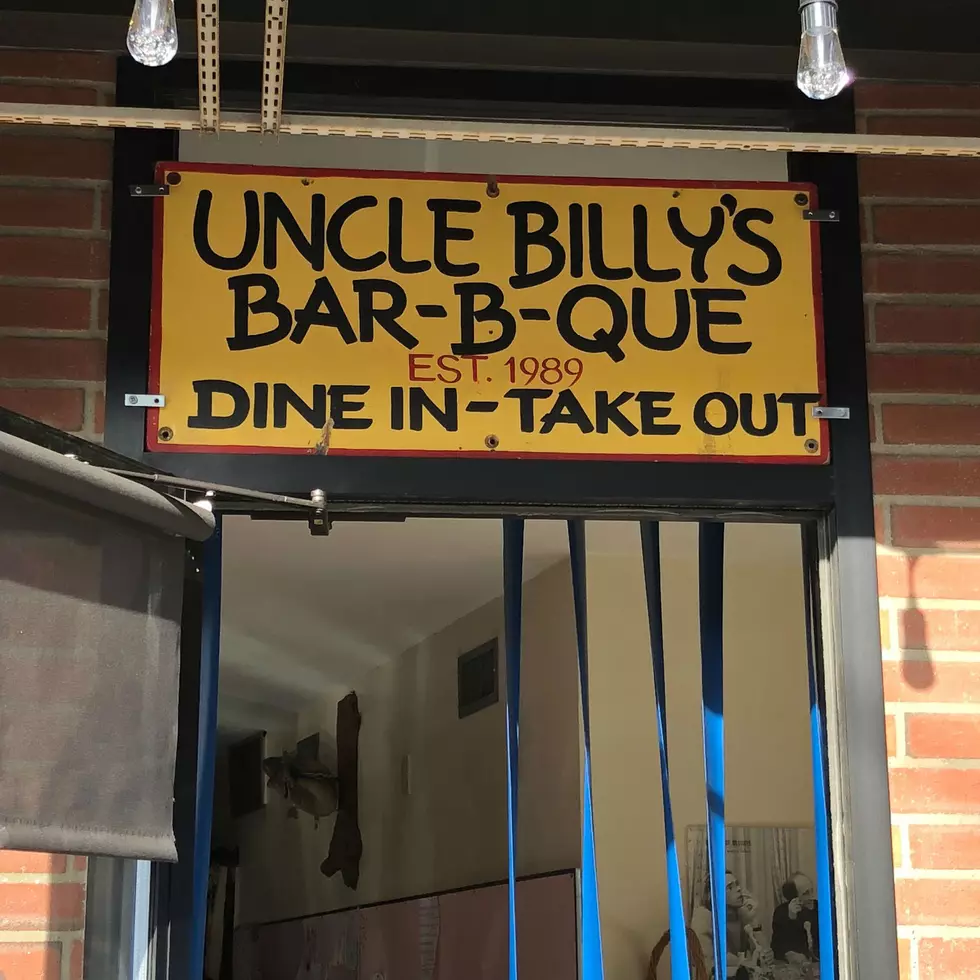 UNCLE BILLY'S
BAR-B-QUE
EST. 1989
DINE IN-TAKE OUT